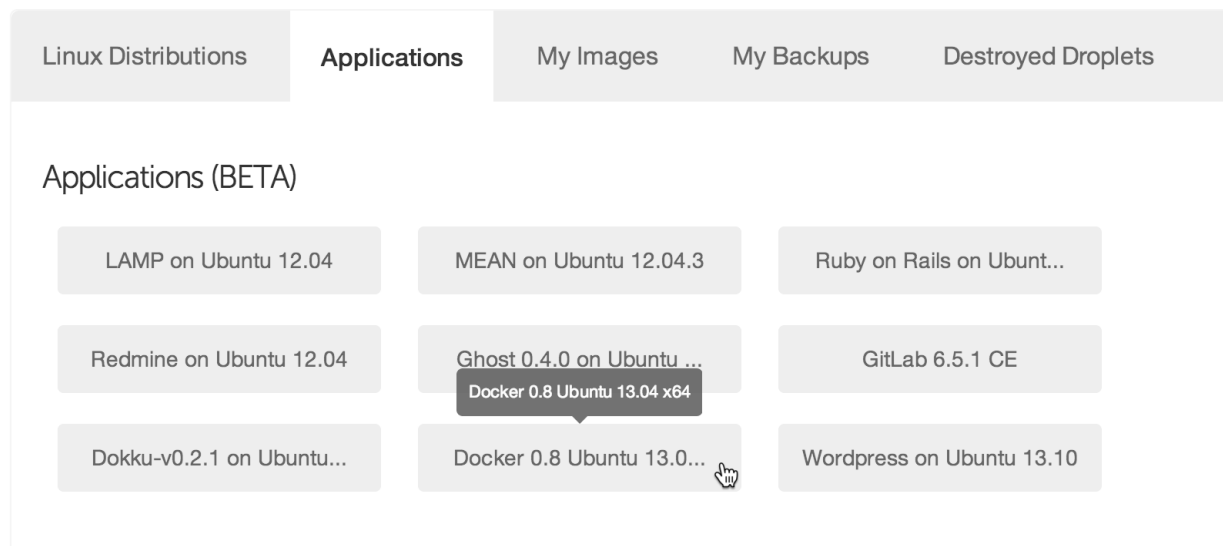 Linux Distributions
Applications
My Images
My Backups
Destroyed Droplets
Applications (BETA)
LAMP on Ubuntu 12.04
MEAN on Ubuntu 12.04.3
Ruby on Rails on Ubunt...
Redmine on Ubuntu 12.04
Ghost 0.4.0 on Ubuntu ...
GitLab 6.5.1 CE
Docker 0.8 Ubuntu 13.04 x64
Dokku-v0.2.1 on Ubuntu...
Docker 0.8 Ubuntu 13.0...
Wordpress on Ubuntu 13.10